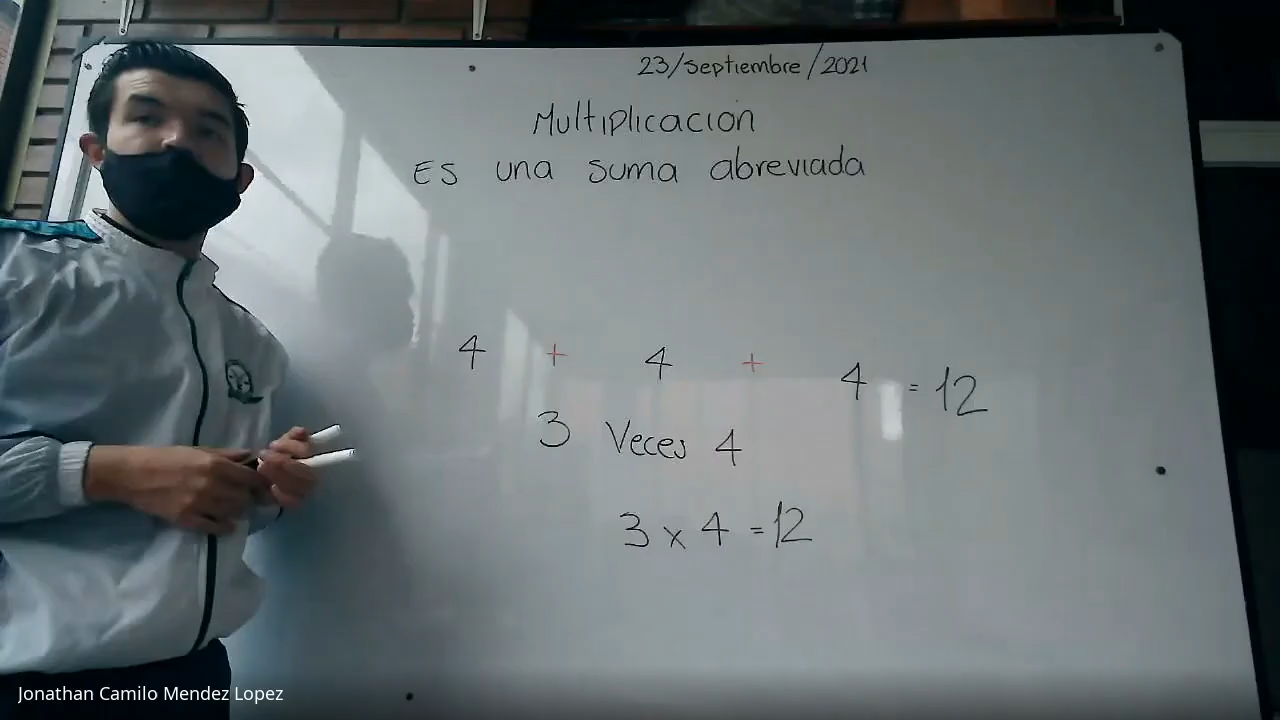 23/Septiembre/2021
Multiplicación
Es una suma abreviada
4 + 4 + 4 = 12
3 Veces 4
3 x 4 = 12
Jonathan Camilo Mendez Lopez